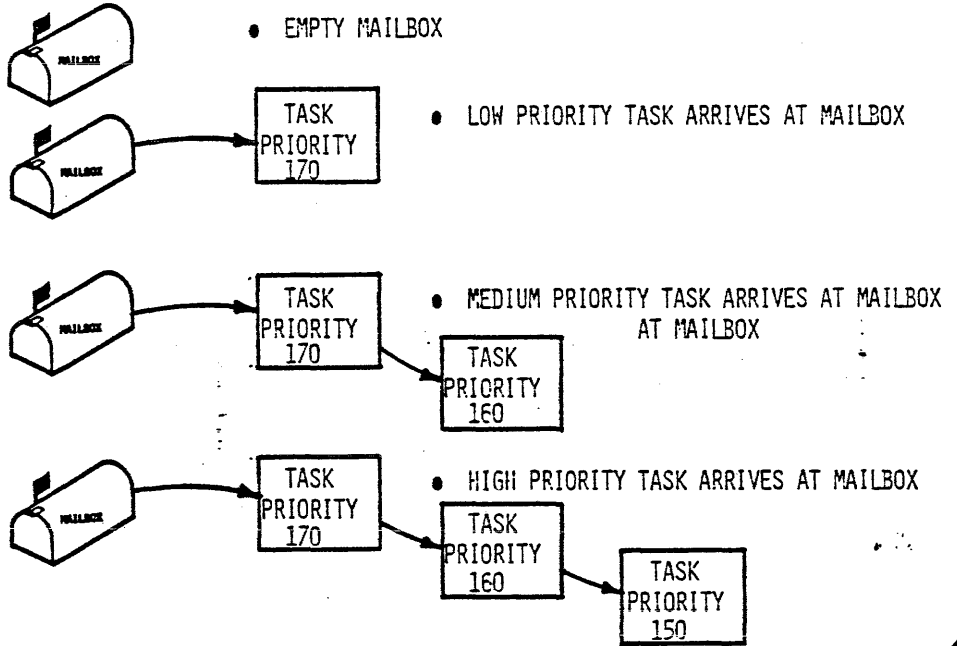 MAILBOX
• EMPTY MAILBOX
MAILBOX
TASK
PRIORITY
170
• LOW PRIORITY TASK ARRIVES AT MAILBOX
MAILBOX
TASK
PRIORITY
170
• MEDIUM PRIORITY TASK ARRIVES AT MAILBOX
AT MAILBOX
TASK
PRIORITY
160
MAILBOX
TASK
PRIORITY
170
• HIGH PRIORITY TASK ARRIVES AT MAILBOX
TASK
PRIORITY
160
TASK
PRIORITY
150